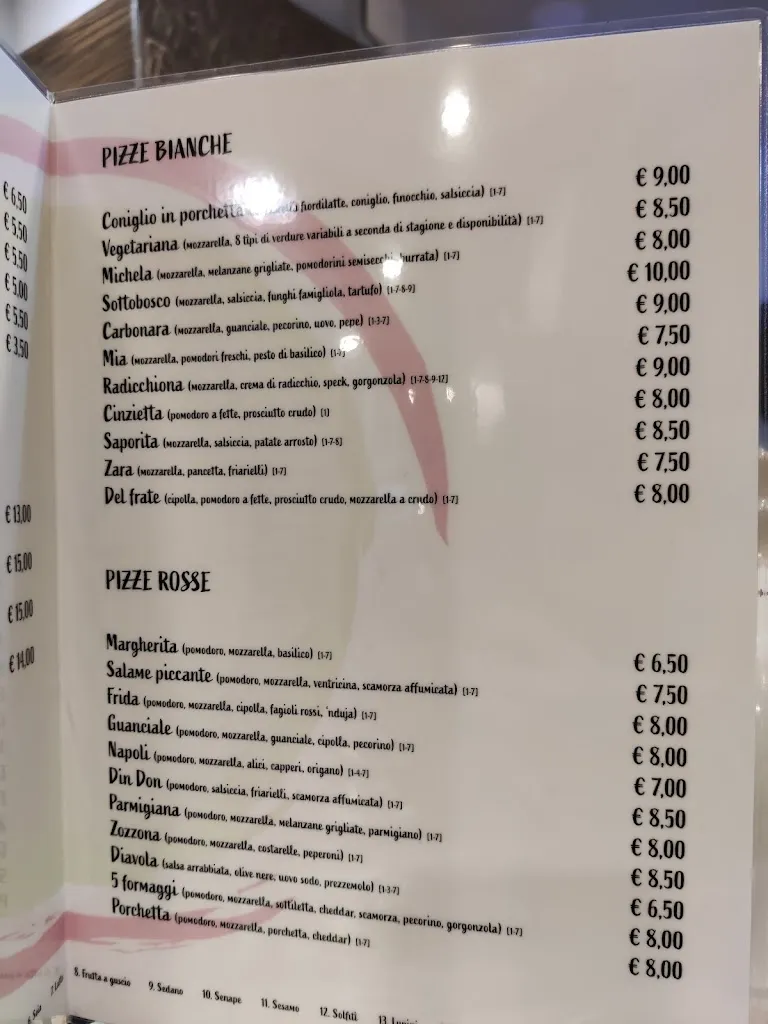 € 6,50
€ 5,50
€ 5,50
€ 5,00
€ 5,50
€ 3,50
€ 13,00
€ 15,00
€ 15,00
€ 14,00
PIZZE BIANCHE
Coniglio in porchetta fiordilatte, coniglio, finocchio, salsiccia) [1-7] € 9,00
Vegetariana (mozzarella, 8 tipi di verdure variabili a seconda di stagione e disponibilità) [1-7] € 8,50
Michela (mozzarella, melanzane grigliate, pomodorini semisecchi, burrata) [1-7] € 8,00
Sottobosco (mozzarella, salsiccia, funghi famigliola, tartufo) [1-7-8-9] € 10,00
Carbonara (mozzarella, guanciale, pecorino, uovo, pepe) [1-3-7] € 9,00
Mia (mozzarella, pomodori freschi, pesto di basilico) € 7,50
Radicchiona (mozzarella, crema di radicchio, speck, gorgonzola) [1-7-8-9-12] € 9,00
Cinzietta (pomodoro a fette, prosciutto crudo) [1] € 8,00
Saporita (mozzarella, salsiccia, patate arrosto) [1-7-8] € 8,50
Zara (mozzarella, pancetta, friarielli) [1-7] € 7,50
Del frate (cipolla, pomodoro a fette, prosciutto crudo, mozzarella a crudo) [1-7] € 8,00
PIZZE ROSSE
Margherita (pomodoro, mozzarella, basilico) [1-7] € 6,50
Salame piccante (pomodoro, mozzarella, ventricina, scamorza affumicata) [1-7] € 7,50
Frida (pomodoro, mozzarella, cipolla, fagioli rossi, 'nduja) [1-7] € 8,00
Guanciale (pomodoro, mozzarella, guanciale, cipolla, pecorino) [1-7] € 8,00
Napoli (pomodoro, mozzarella, alici, capperi, origano) [1-4-7] € 7,00
Din Don (pomodoro, salsiccia, friarielli, scamorza affumicata) [1-7] € 8,50
Parmigiana (pomodoro, mozzarella, melanzane grigliate, parmigiano) [1-7] € 8,00
Zozzona (pomodoro, mozzarella, costarelle, peperoni) [1-7] € 8,50
Diavola (salsa arrabbiata, olive nere, uovo sodo, prezzemolo) [1-3-7] € 6,50
5 formaggi (pomodoro, mozzarella, sottiletta, cheddar, scamorza, pecorino, gorgonzola) [1-7] € 8,00
Porchetta (pomodoro, mozzarella, porchetta, cheddar) [1-7] € 8,00
6. Soia 7. Latte 8. Frutta a guscio 9. Sedano 10. Senape 11. Sesamo 12. Solfiti 13.